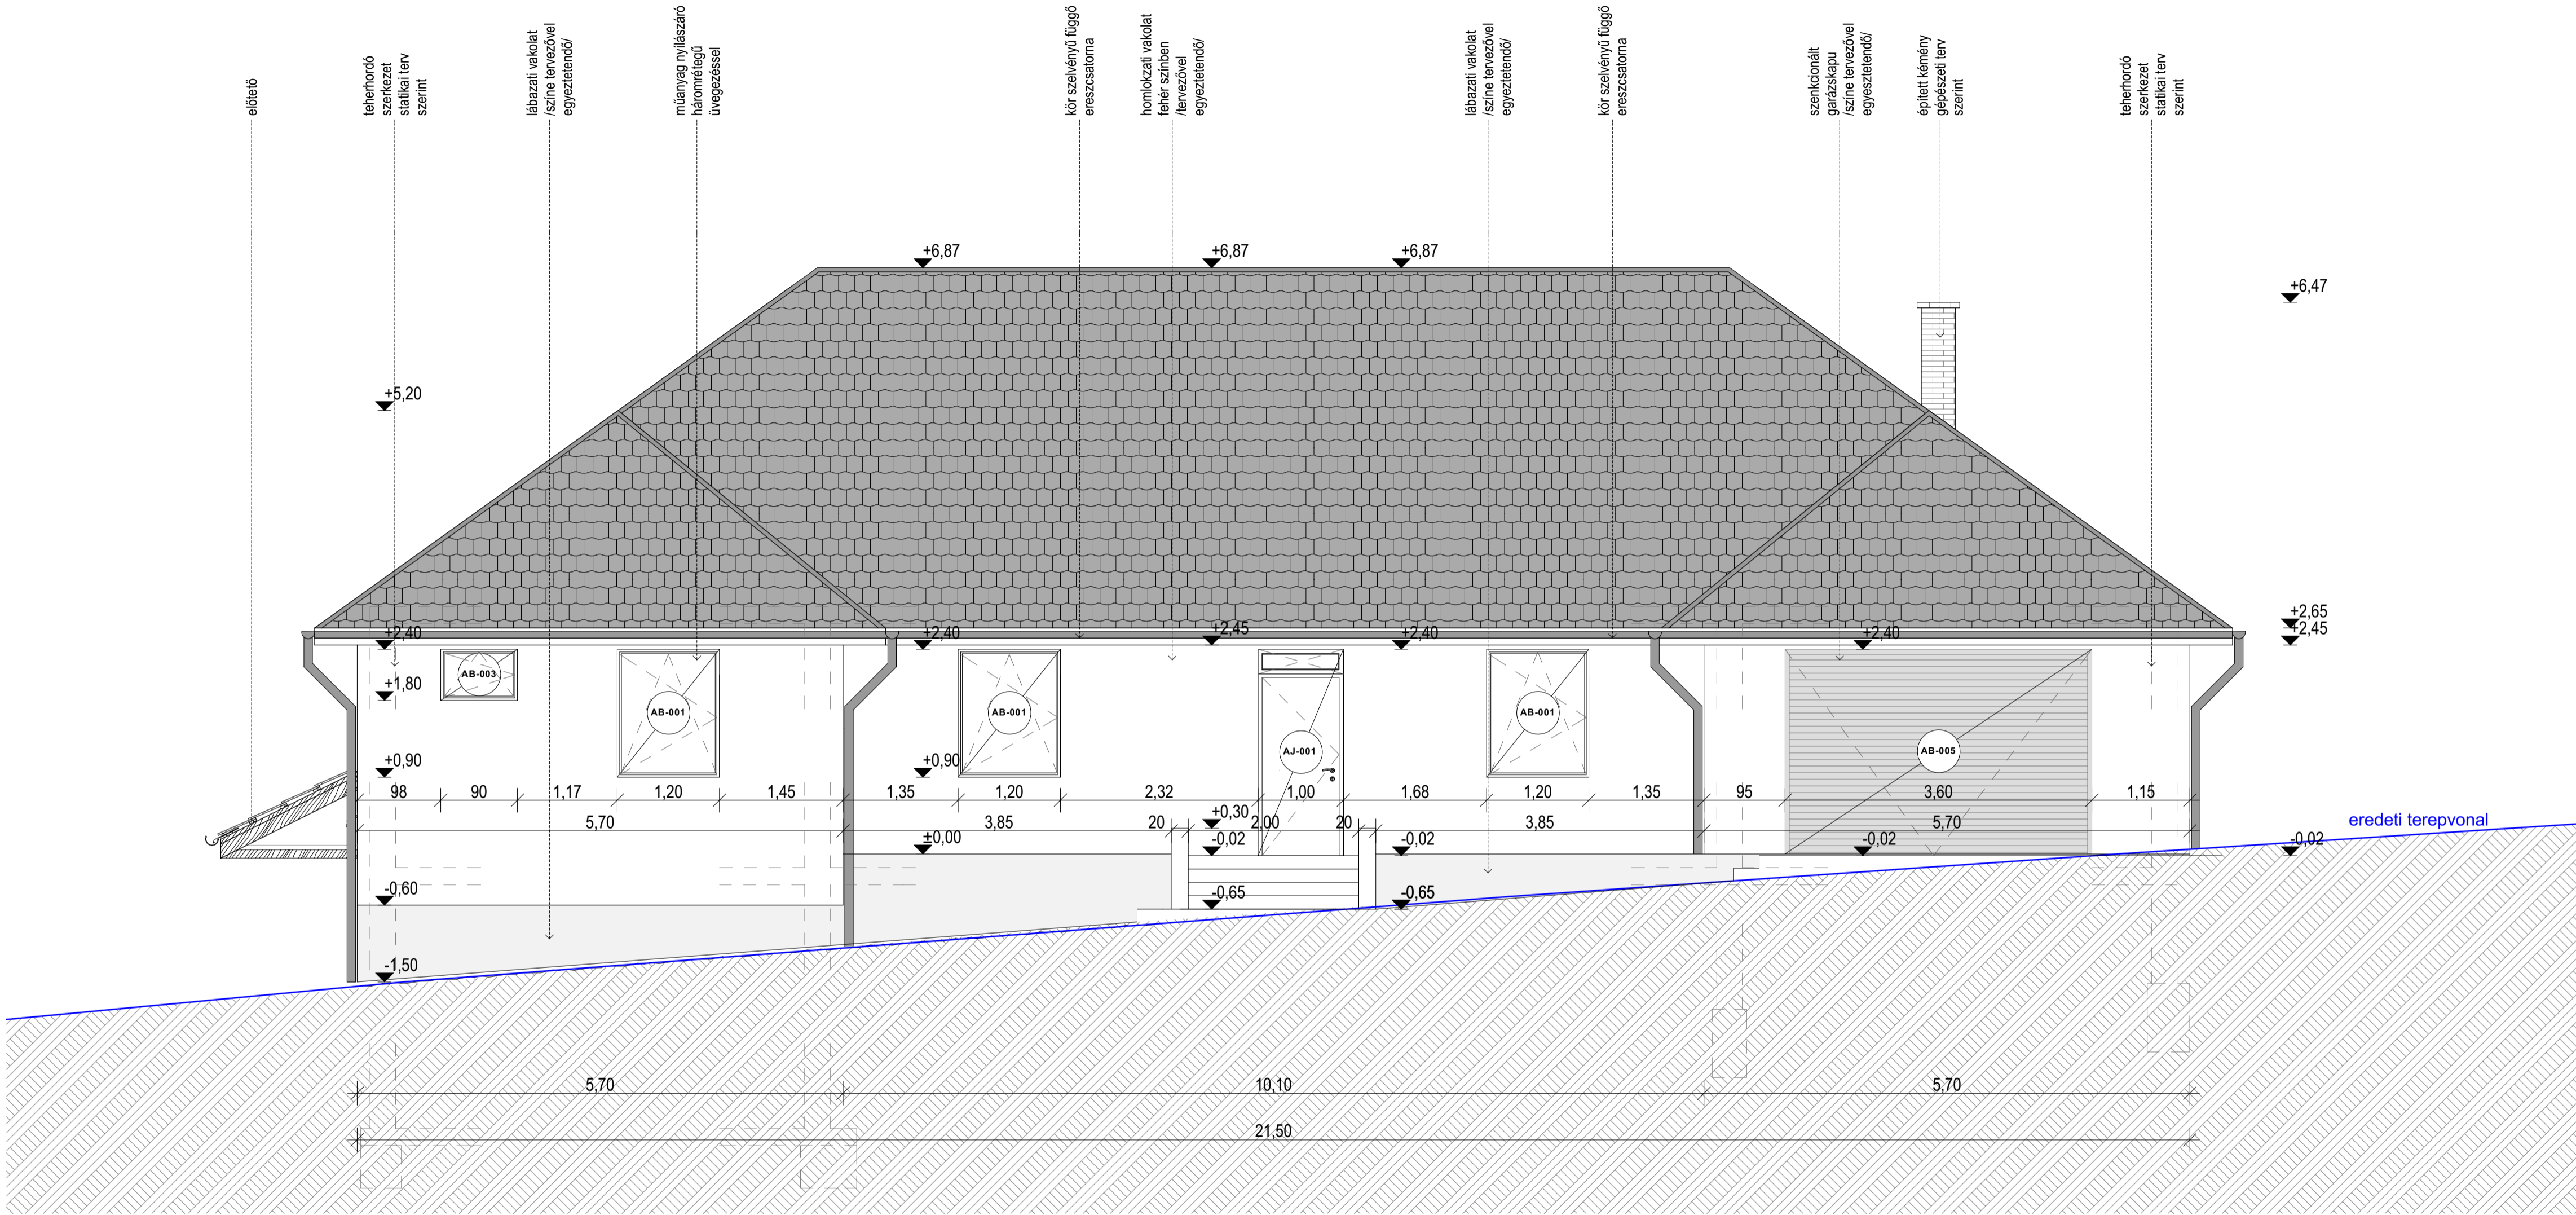 előtető
teherhordó
szerkezet
statikai terv
szerint
lábazati vakolat
/színe tervezővel
egyeztetendő/
műanyag nyílászáró
háromrétegű
üvegezéssel
kör szelvényű függő
ereszcsatorna
homlokzati vakolat
fehér színben
/tervezővel
egyeztetendő/
lábazati vakolat
/színe tervezővel
egyeztetendő/
kör szelvényű függő
ereszcsatorna
szenkcionált
garázskapu
/színe tervezővel
egyesztetendő/
épített kémény
gépészeti terv
szerint
teherhordó
szerkezet
statikai terv
szerint
+6,87 +6,87 +6,87
+6,47
+5,20
+2,65
+2,40 +2,40 +2,45 +2,40 +2,40 +2,45
AB-003
+1,80
AB-001 AB-001 AB-001
AJ-001 AB-005
+0,90 +0,90
98 90 1,17 1,20 1,45 1,35 1,20 2,32 1,00 1,68 1,20 1,35 95 3,60 1,15
+0,30
5,70 3,85 20 2,00 20 3,85 5,70
eredeti terepvonal
±0,00 -0,02 -0,02 -0,02 -0,02
-0,60 -0,65 -0,65
-1,50
5,70 10,10 5,70
21,50